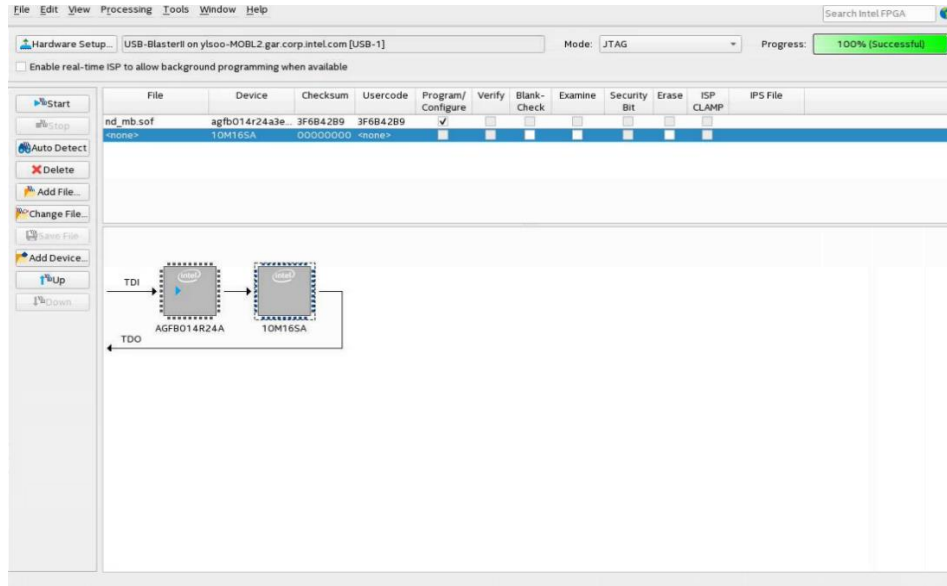 File Edit View Processing Tools Window Help
Search Intel FPGA
Hardware Setup... USB-BlasterII on ylsoo-MOBL2.gar.corp.intel.com [USB-1] Mode: JTAG Progress: 100% (Successful)
Enable real-time ISP to allow background programming when available
Start
Stop
Auto Detect
Delete
Add File...
Change File...
Save File
Add Device...
Up
Down
File Device Checksum Usercode Program/ Configure Verify Blank- Check Examine Security Bit Erase ISP CLAMP IPS File
nd_mb.sof agfb014r24a3e... 3F6B42B9 3F6B42B9
<none> 10M16SA 00000000 <none>
TDI
intel
intel
AGFB014R24A
10M16SA
TDO